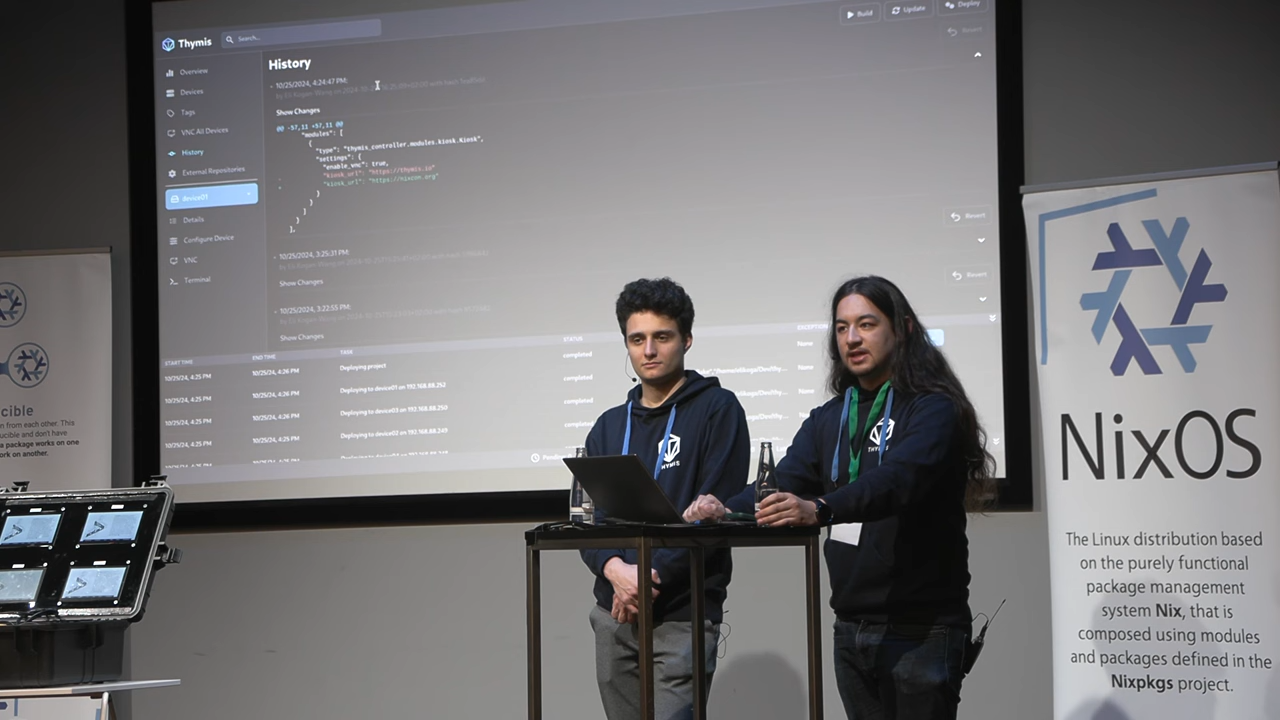 Thymis
Search...
Build
Update
Deploy
Revert
Overview
Devices
Tags
VNC All Devices
History
External Repositories
device01
Details
Configure Device
VNC
Terminal
History
10/25/2024, 4:24:47 PM:
Show Changes
@@ -57,11 +57,11 @@
"modules": [
{
"type": "thymis_controller.modules.kiosk.Kiosk",
"settings": {
"enable_vnc": true,
"kiosk_url": "https://thymis.io"
"kiosk_url": "https://nixcon.org"
}
}
]
}
],
Revert
10/25/2024, 3:25:31 PM:
Show Changes
Revert
10/25/2024, 3:22:55 PM:
Show Changes
START TIME END TIME TASK STATUS EXCEPTION
10/25/24, 4:25 PM 10/25/24, 4:26 PM Deploying project completed None
10/25/24, 4:25 PM 10/25/24, 4:26 PM Deploying to device01 on 192.168.88.252 completed None
10/25/24, 4:25 PM 10/25/24, 4:26 PM Deploying to device03 on 192.168.88.250 completed None
10/25/24, 4:25 PM 10/25/24, 4:25 PM Deploying to device02 on 192.168.88.249 completed None
cible
n from each other. This
ucible and don't have
a package works on one
ork on another.
THYMIS
THYMIS
NixOS
The Linux distribution based
on the purely functional
package management
system Nix, that is
composed using modules
and packages defined in the
Nixpkgs project.